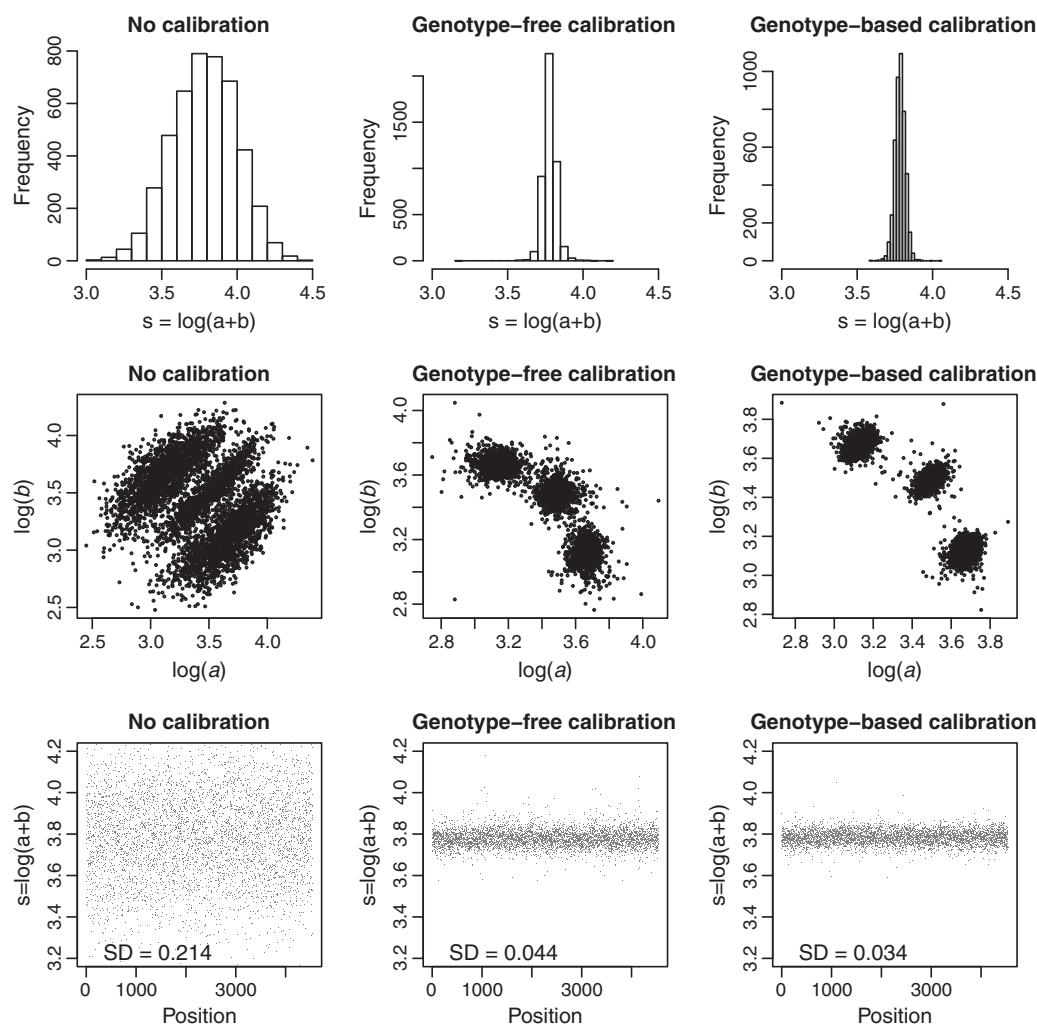 No calibration
Genotype–free calibration
Genotype–based calibration
Frequency
0 200 400 600 800
3.0 3.5 4.0 4.5
s = log(a+b)
Frequency
0 500 1500
3.0 3.5 4.0 4.5
s = log(a+b)
Frequency
0 200 600 1000
3.0 3.5 4.0 4.5
s = log(a+b)
No calibration
Genotype–free calibration
Genotype–based calibration
log(b)
2.5 3.0 3.5 4.0
2.5 3.0 3.5 4.0
log(a)
log(b)
2.8 3.2 3.6 4.0
2.8 3.2 3.6 4.0
log(a)
log(b)
2.8 3.0 3.2 3.4 3.6 3.8
2.8 3.0 3.2 3.4 3.6 3.8
log(a)
No calibration
Genotype–free calibration
Genotype–based calibration
s=log(a+b)
3.2 3.4 3.6 3.8 4.0 4.2
SD = 0.214
0 1000 3000
Position
s=log(a+b)
3.2 3.4 3.6 3.8 4.0 4.2
SD = 0.044
0 1000 3000
Position
s=log(a+b)
3.2 3.4 3.6 3.8 4.0 4.2
SD = 0.034
0 1000 3000
Position